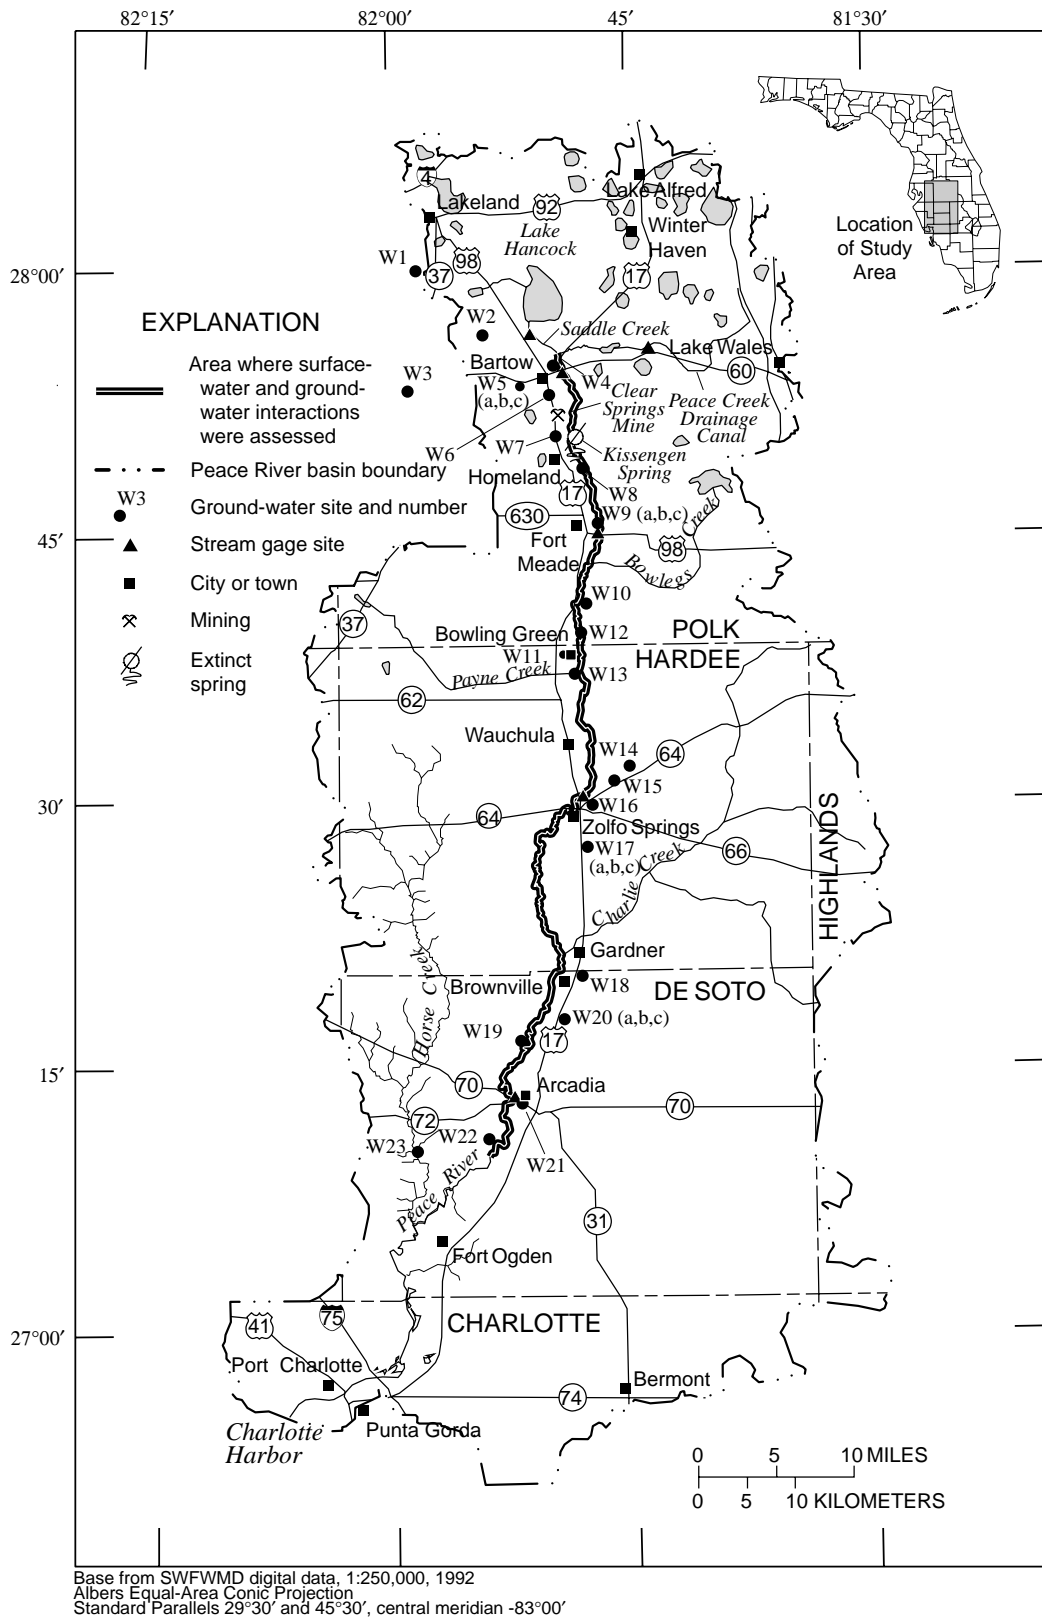 82°15′
82°00′
45′
81°30′
4
Lakeland
92
Lake Alfred
Lake
Hancock
Winter
Haven
Location
of Study
Area
W1
98
37
17
28°00′
EXPLANATION
W2
Saddle Creek
Lake Wales
Bartow
W4
60
Area where surface-
water and ground-
water interactions
were assessed
W3
W5
(a,b,c)
Clear
Springs
Mine
Peace Creek
Drainage
Canal
W6
W7
Kissengen
Spring
Peace River basin boundary
Homeland
W8
17
W3
Ground-water site and number
630
W9 (a,b,c)
Creek
Stream gage site
45′
Fort
Meade
98
Bowlegs
City or town
W10
Mining
37
Bowling Green
W12
POLK
HARDEE
Extinct
spring
W11
Payne Creek
W13
62
Wauchula
W14
64
W15
30′
W16
64
Zolfo Springs
66
W17
(a,b,c)
Charlie Creek
HIGHLANDS
Gardner
Horse Creek
Brownville
W18
DE SOTO
W19
W20 (a,b,c)
17
15′
70
Arcadia
72
70
W23
W22
W21
Peace River
31
Fort Ogden
75
41
CHARLOTTE
27°00′
Port Charlotte
Bermont
74
Charlotte
Harbor
Punta Gorda
0 5 10 MILES
0 5 10 KILOMETERS
Base from SWFWMD digital data, 1:250,000, 1992
Albers Equal-Area Conic Projection
Standard Parallels 29°30′ and 45°30′, central meridian -83°00′